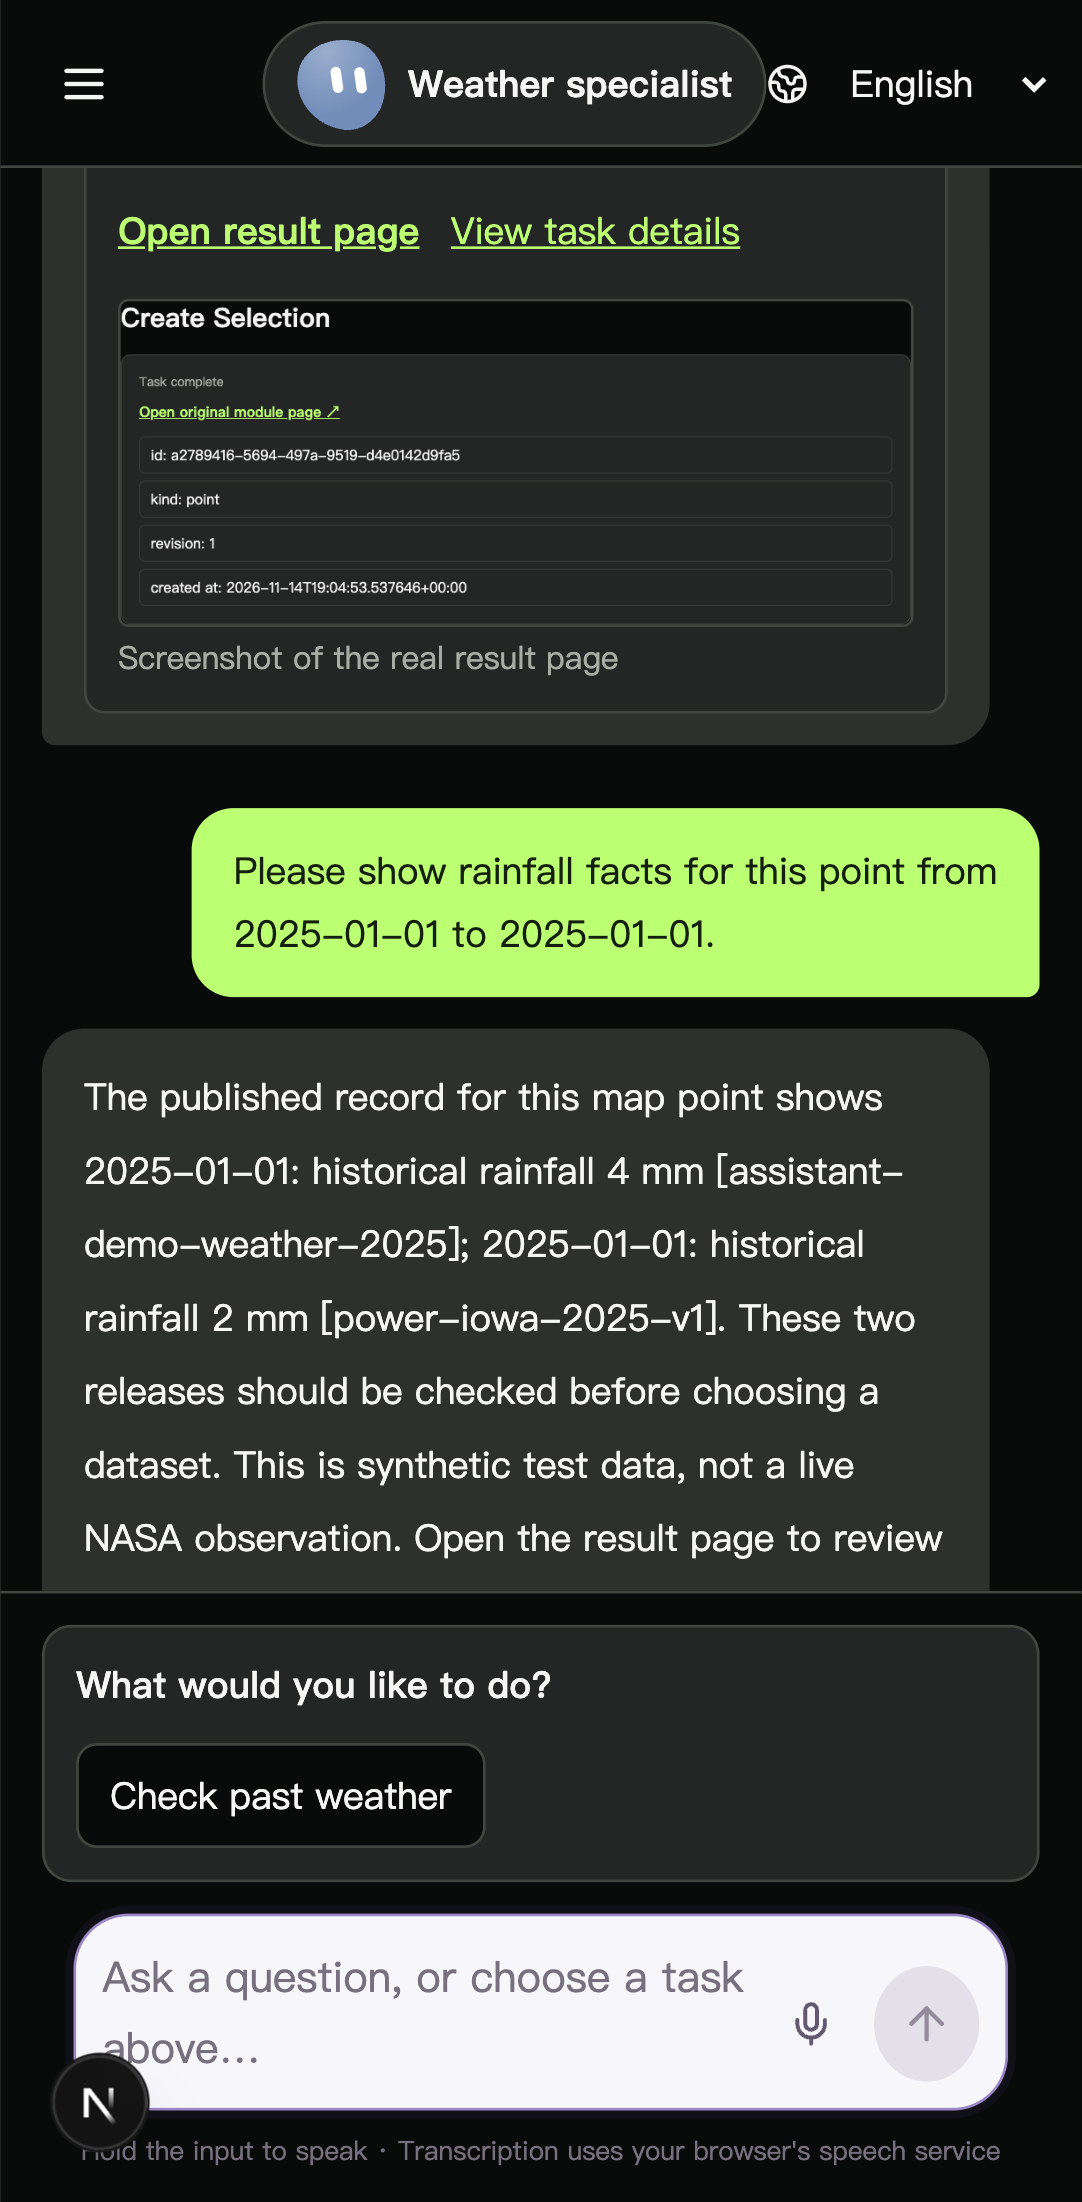 Weather specialist
English
Open result page View task details
Create Selection
Task complete
Open original module page ↗
id: a2789416-5694-497a-9519-d4e0142d9fa5
kind: point
revision: 1
created at: 2026-11-14T19:04:53.537646+00:00
Screenshot of the real result page
Please show rainfall facts for this point from
2025-01-01 to 2025-01-01.
The published record for this map point shows
2025-01-01: historical rainfall 4 mm [assistant-
demo-weather-2025]; 2025-01-01: historical
rainfall 2 mm [power-iowa-2025-v1]. These two
releases should be checked before choosing a
dataset. This is synthetic test data, not a live
NASA observation. Open the result page to review
What would you like to do?
Check past weather
Ask a question, or choose a task
above...
N
Hold the input to speak · Transcription uses your browser's speech service